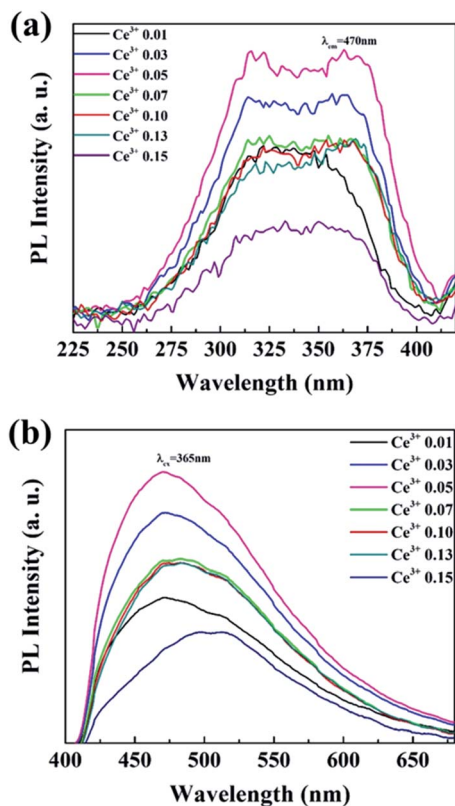 (a)
λem=470nm
Ce³⁺ 0.01
Ce³⁺ 0.03
Ce³⁺ 0.05
Ce³⁺ 0.07
Ce³⁺ 0.10
Ce³⁺ 0.13
Ce³⁺ 0.15
PL Intensity (a. u.)
225 250 275 300 325 350 375 400
Wavelength (nm)
(b)
λex=365nm
Ce³⁺ 0.01
Ce³⁺ 0.03
Ce³⁺ 0.05
Ce³⁺ 0.07
Ce³⁺ 0.10
Ce³⁺ 0.13
Ce³⁺ 0.15
PL Intensity (a. u.)
400 450 500 550 600 650
Wavelength (nm)